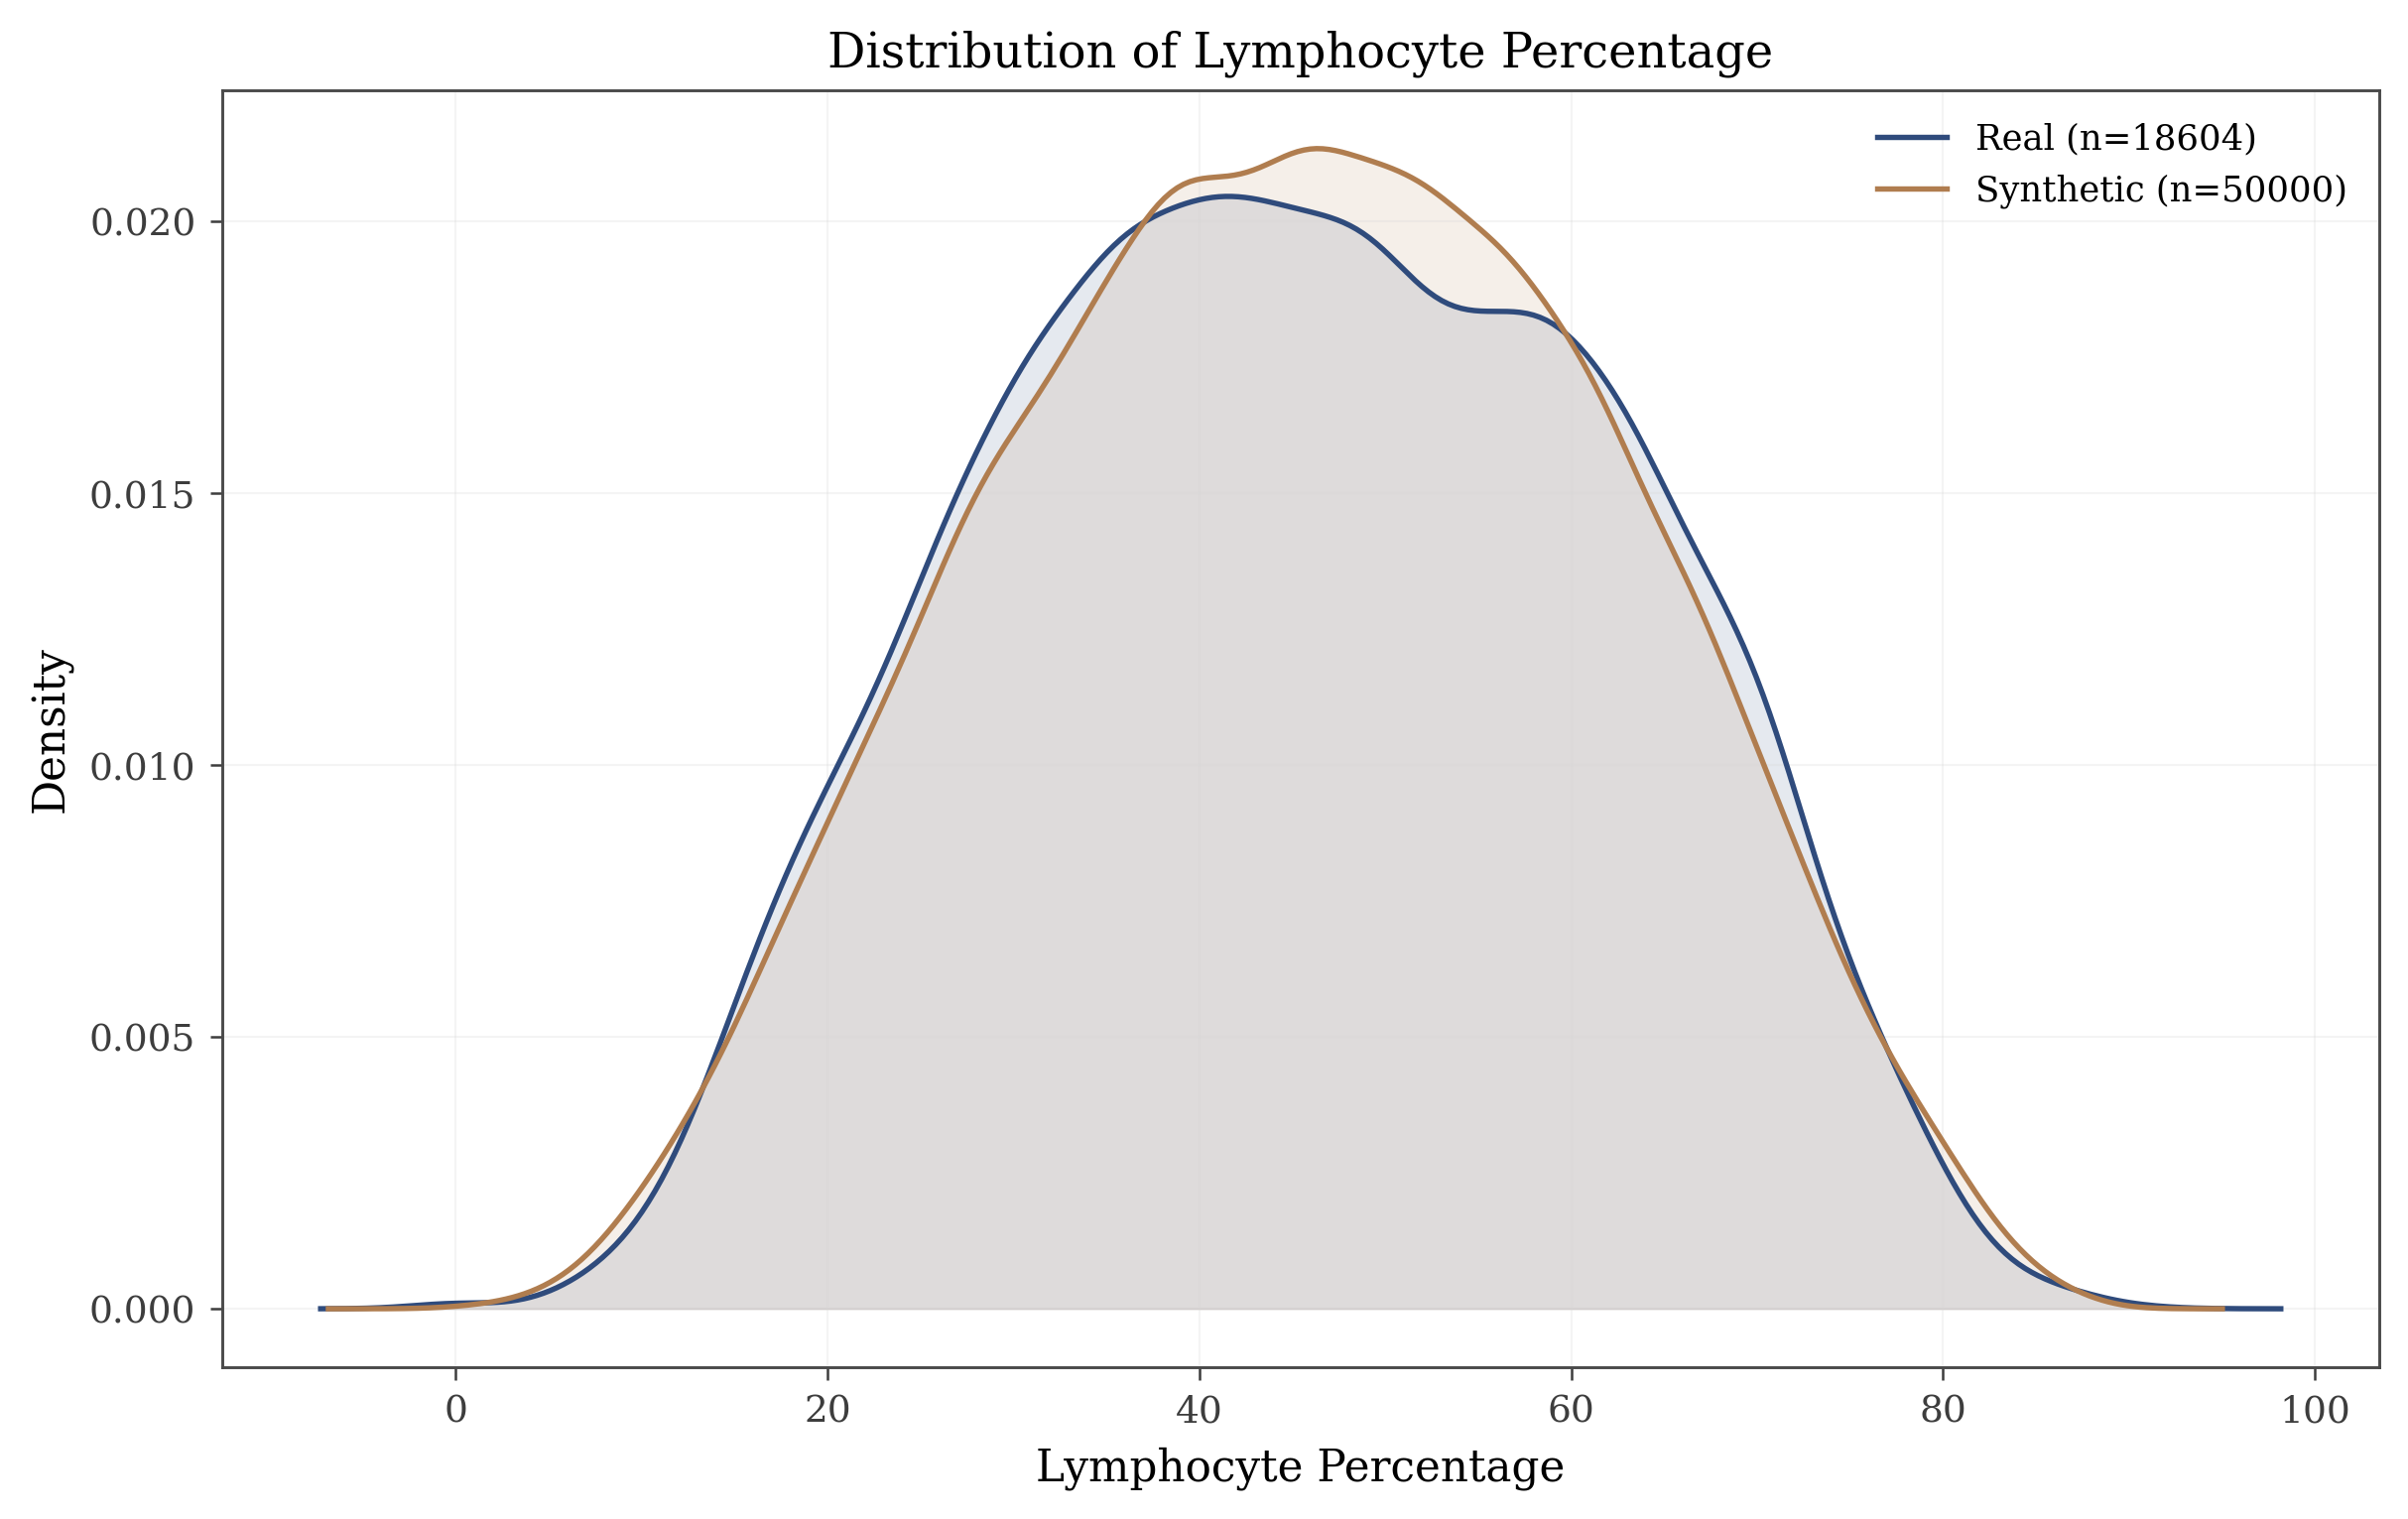 Distribution of Lymphocyte Percentage
Real (n=18604)
Synthetic (n=50000)
Density
0.020
0.015
0.010
0.005
0.000
0 20 40 60 80 100
Lymphocyte Percentage